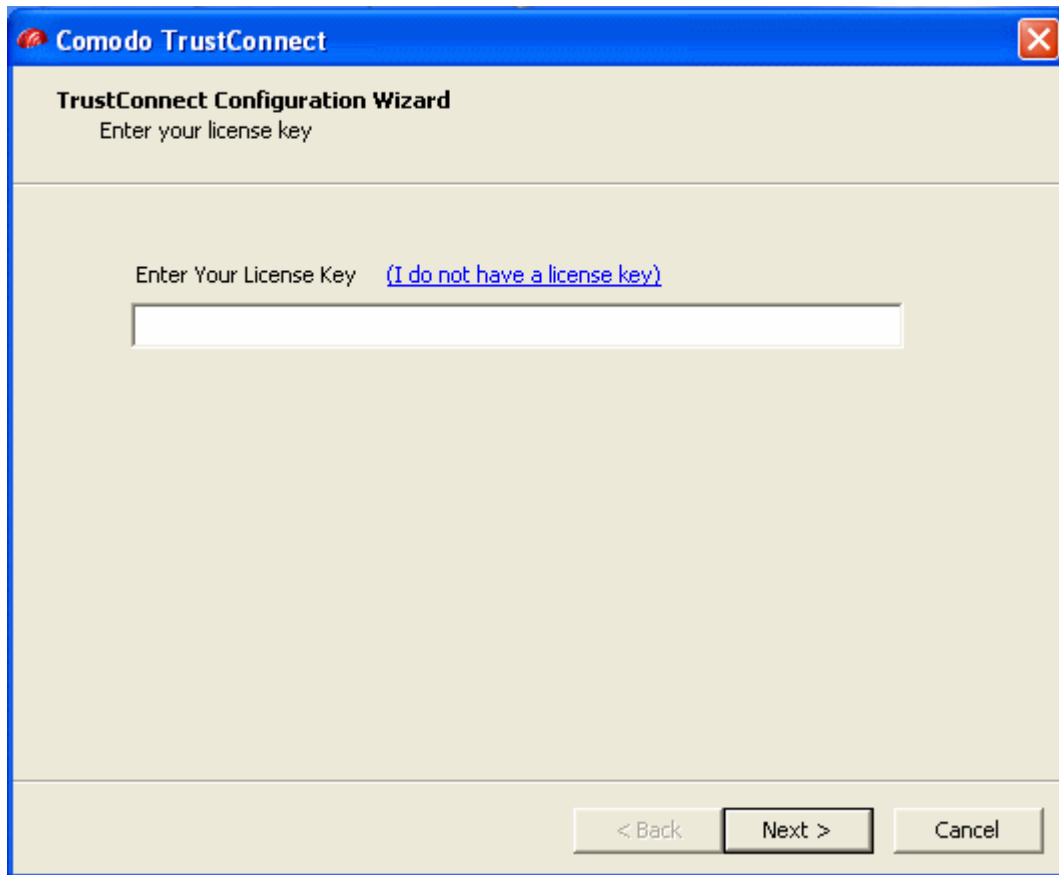 Comodo TrustConnect
TrustConnect Configuration Wizard
Enter your license key
Enter Your License Key (I do not have a license key)
< Back Next > Cancel